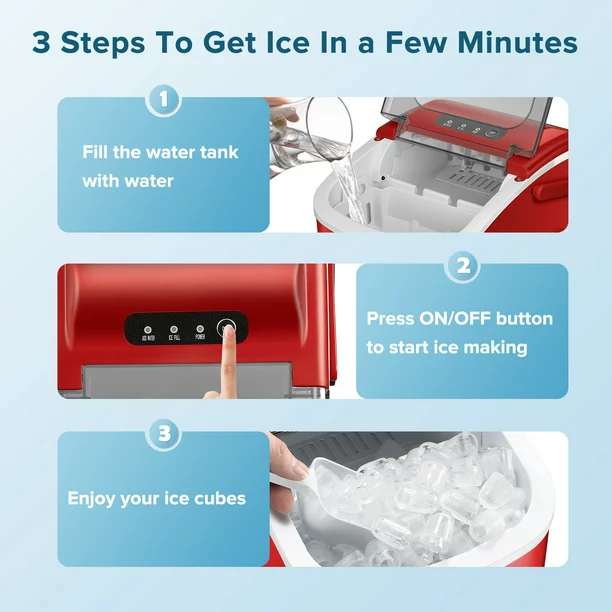 3 Steps To Get Ice In a Few Minutes
1
Fill the water tank
with water
2
Press ON/OFF button
to start ice making
ADD WATER
ICE FULL
POWER
3
Enjoy your ice cubes